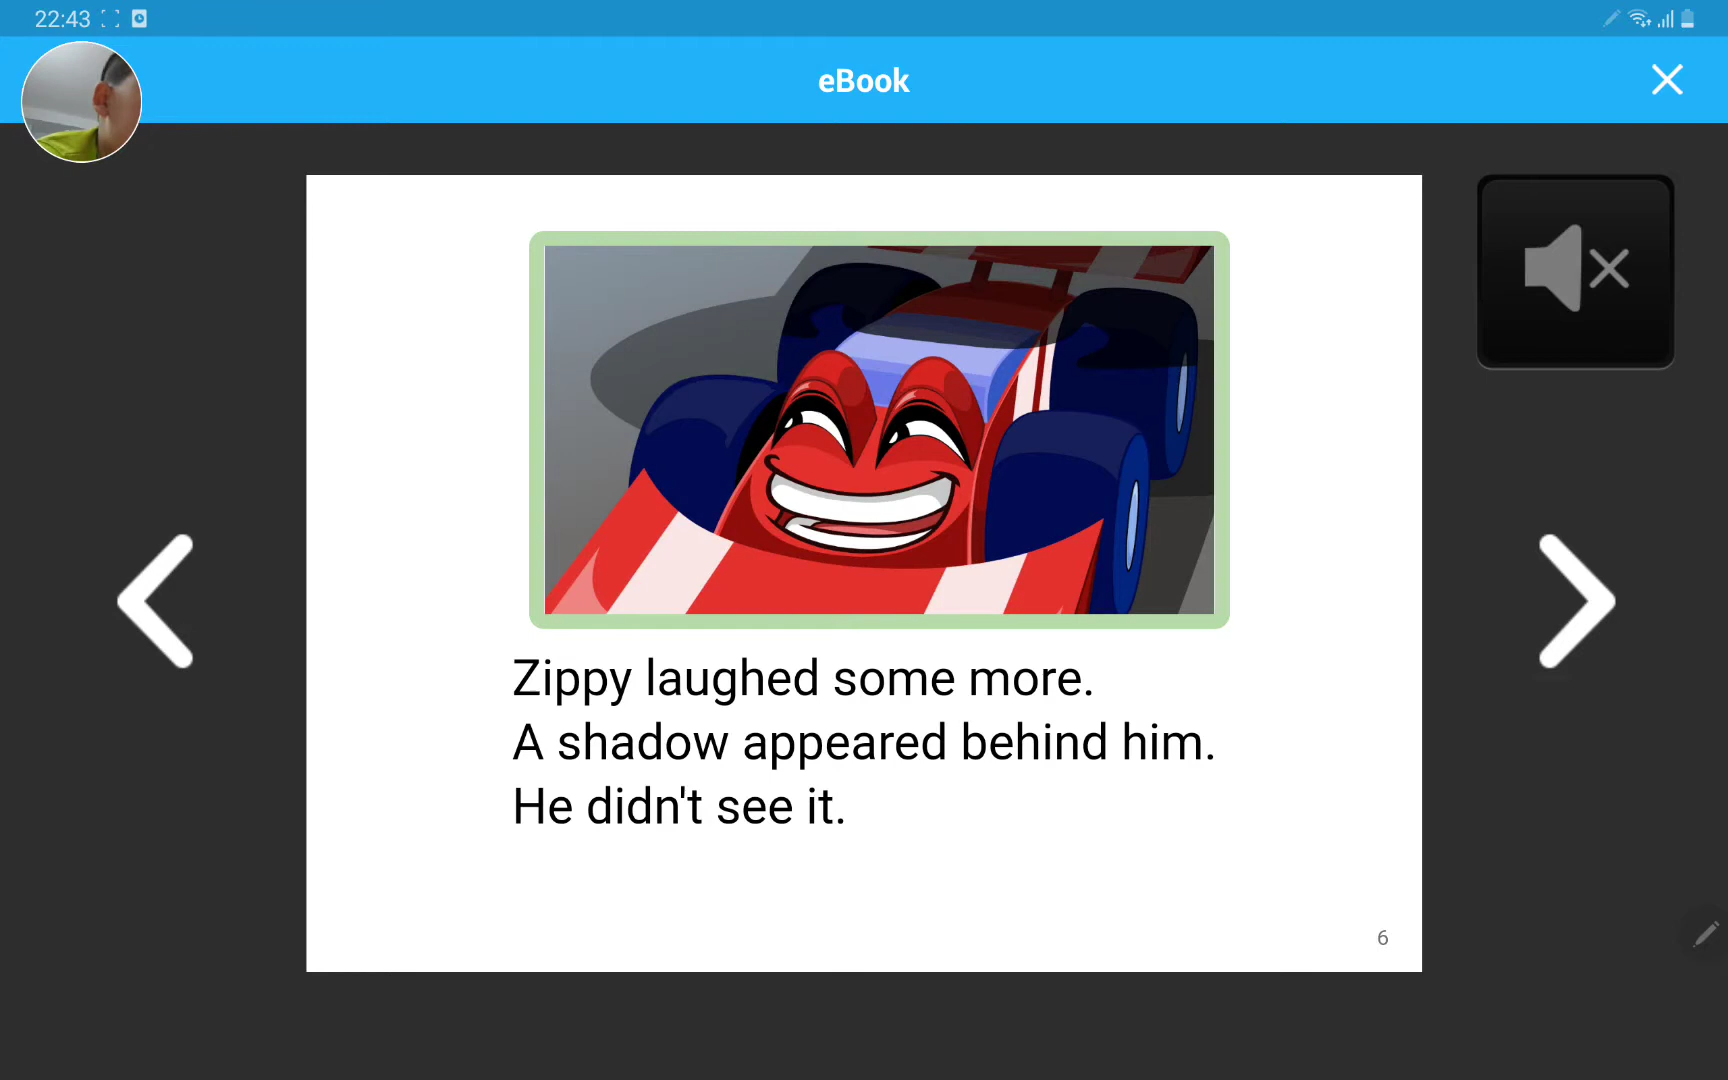 22:43
eBook
Zippy laughed some more.
A shadow appeared behind him.
He didn't see it.
6